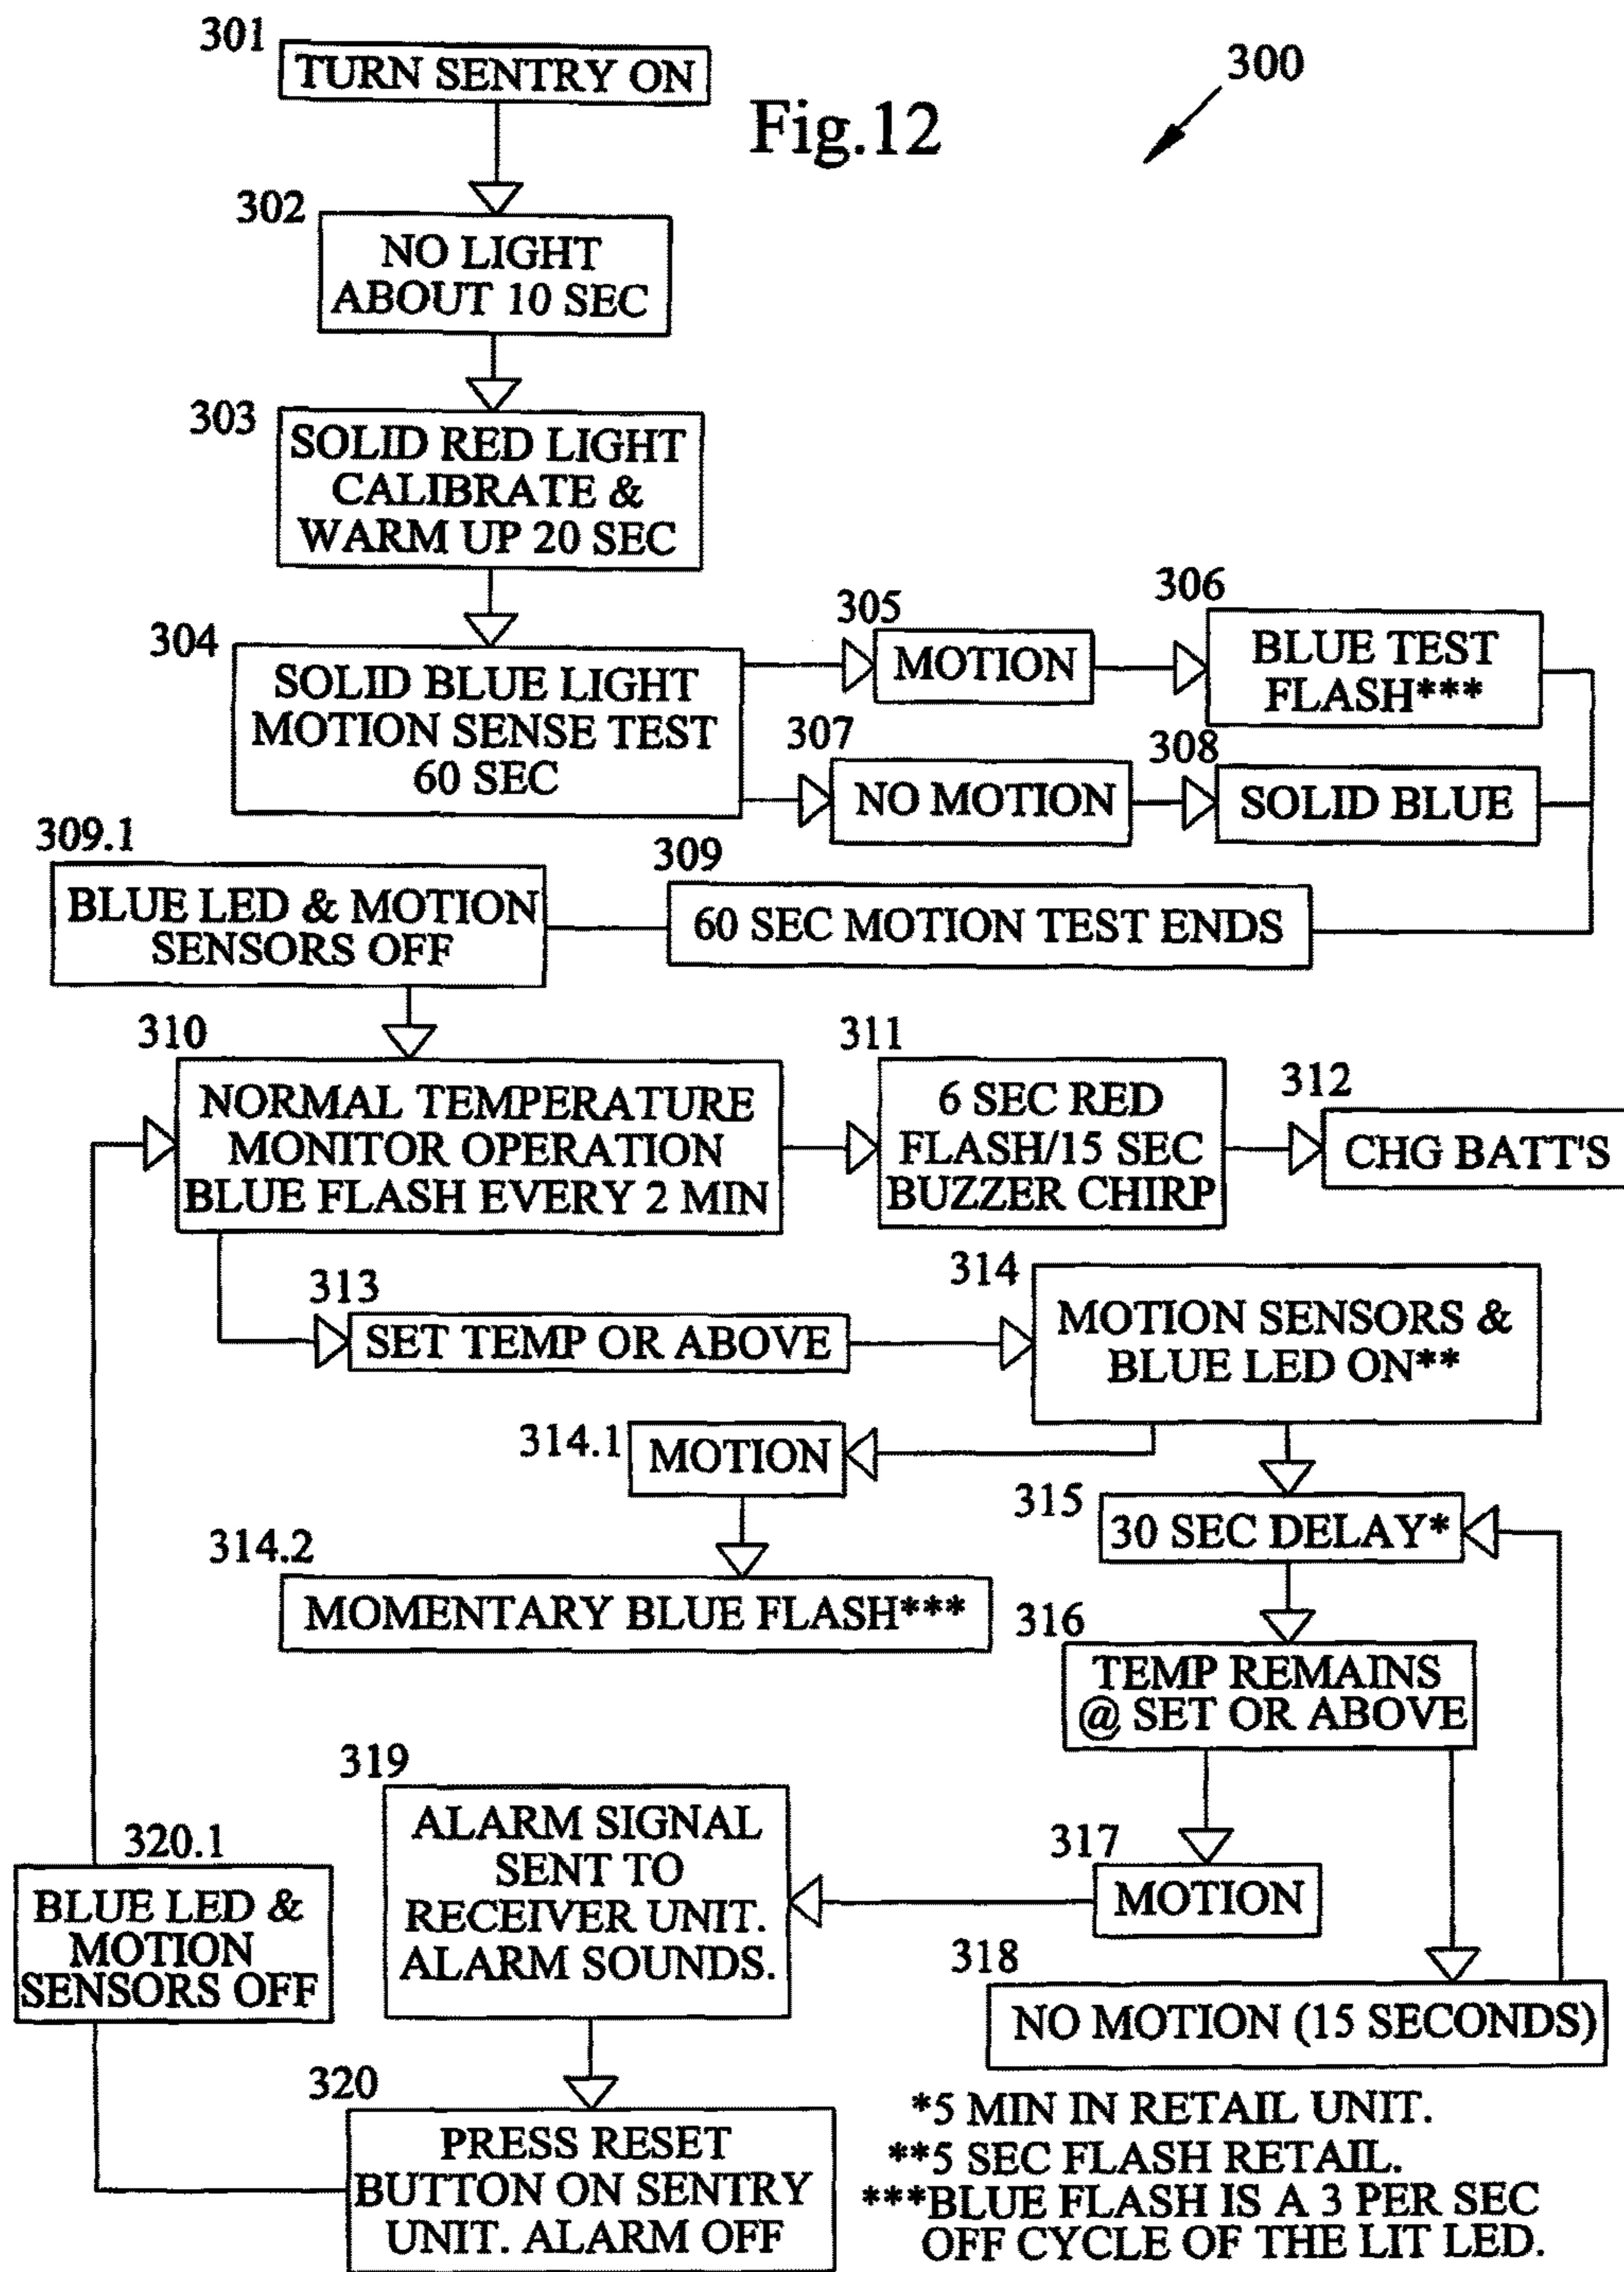 301
TURN SENTRY ON
Fig.12
300
302
NO LIGHT
ABOUT 10 SEC
303
SOLID RED LIGHT
CALIBRATE &
WARM UP 20 SEC
304
SOLID BLUE LIGHT
MOTION SENSE TEST
60 SEC
305
MOTION
306
BLUE TEST
FLASH***
307
NO MOTION
308
SOLID BLUE
309
60 SEC MOTION TEST ENDS
309.1
BLUE LED & MOTION
SENSORS OFF
310
NORMAL TEMPERATURE
MONITOR OPERATION
BLUE FLASH EVERY 2 MIN
311
6 SEC RED
FLASH/15 SEC
BUZZER CHIRP
312
CHG BATT'S
313
SET TEMP OR ABOVE
314
MOTION SENSORS &
BLUE LED ON**
314.1
MOTION
314.2
MOMENTARY BLUE FLASH***
315
30 SEC DELAY*
316
TEMP REMAINS
@ SET OR ABOVE
317
MOTION
318
NO MOTION (15 SECONDS)
319
ALARM SIGNAL
SENT TO
RECEIVER UNIT.
ALARM SOUNDS.
320
PRESS RESET
BUTTON ON SENTRY
UNIT. ALARM OFF
320.1
BLUE LED &
MOTION
SENSORS OFF
*5 MIN IN RETAIL UNIT.
**5 SEC FLASH RETAIL.
***BLUE FLASH IS A 3 PER SEC
OFF CYCLE OF THE LIT LED.